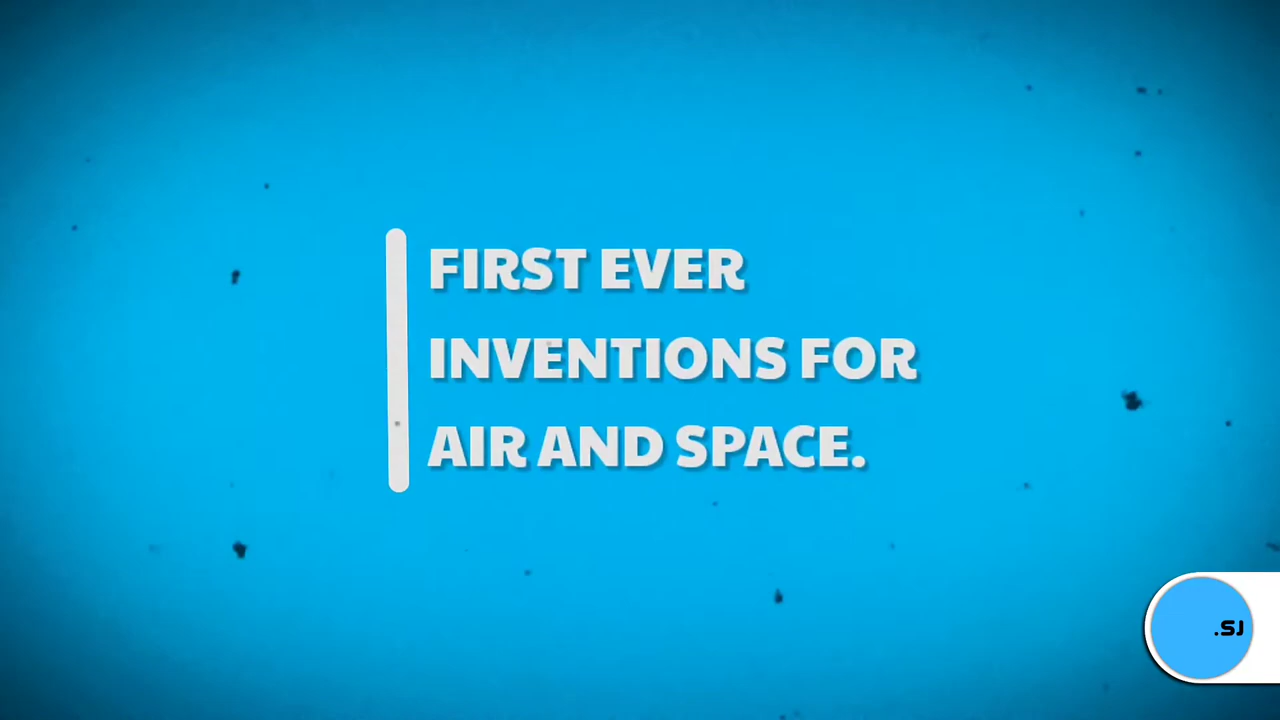 FIRST EVER
INVENTIONS FOR
AIR AND SPACE.
.SJ